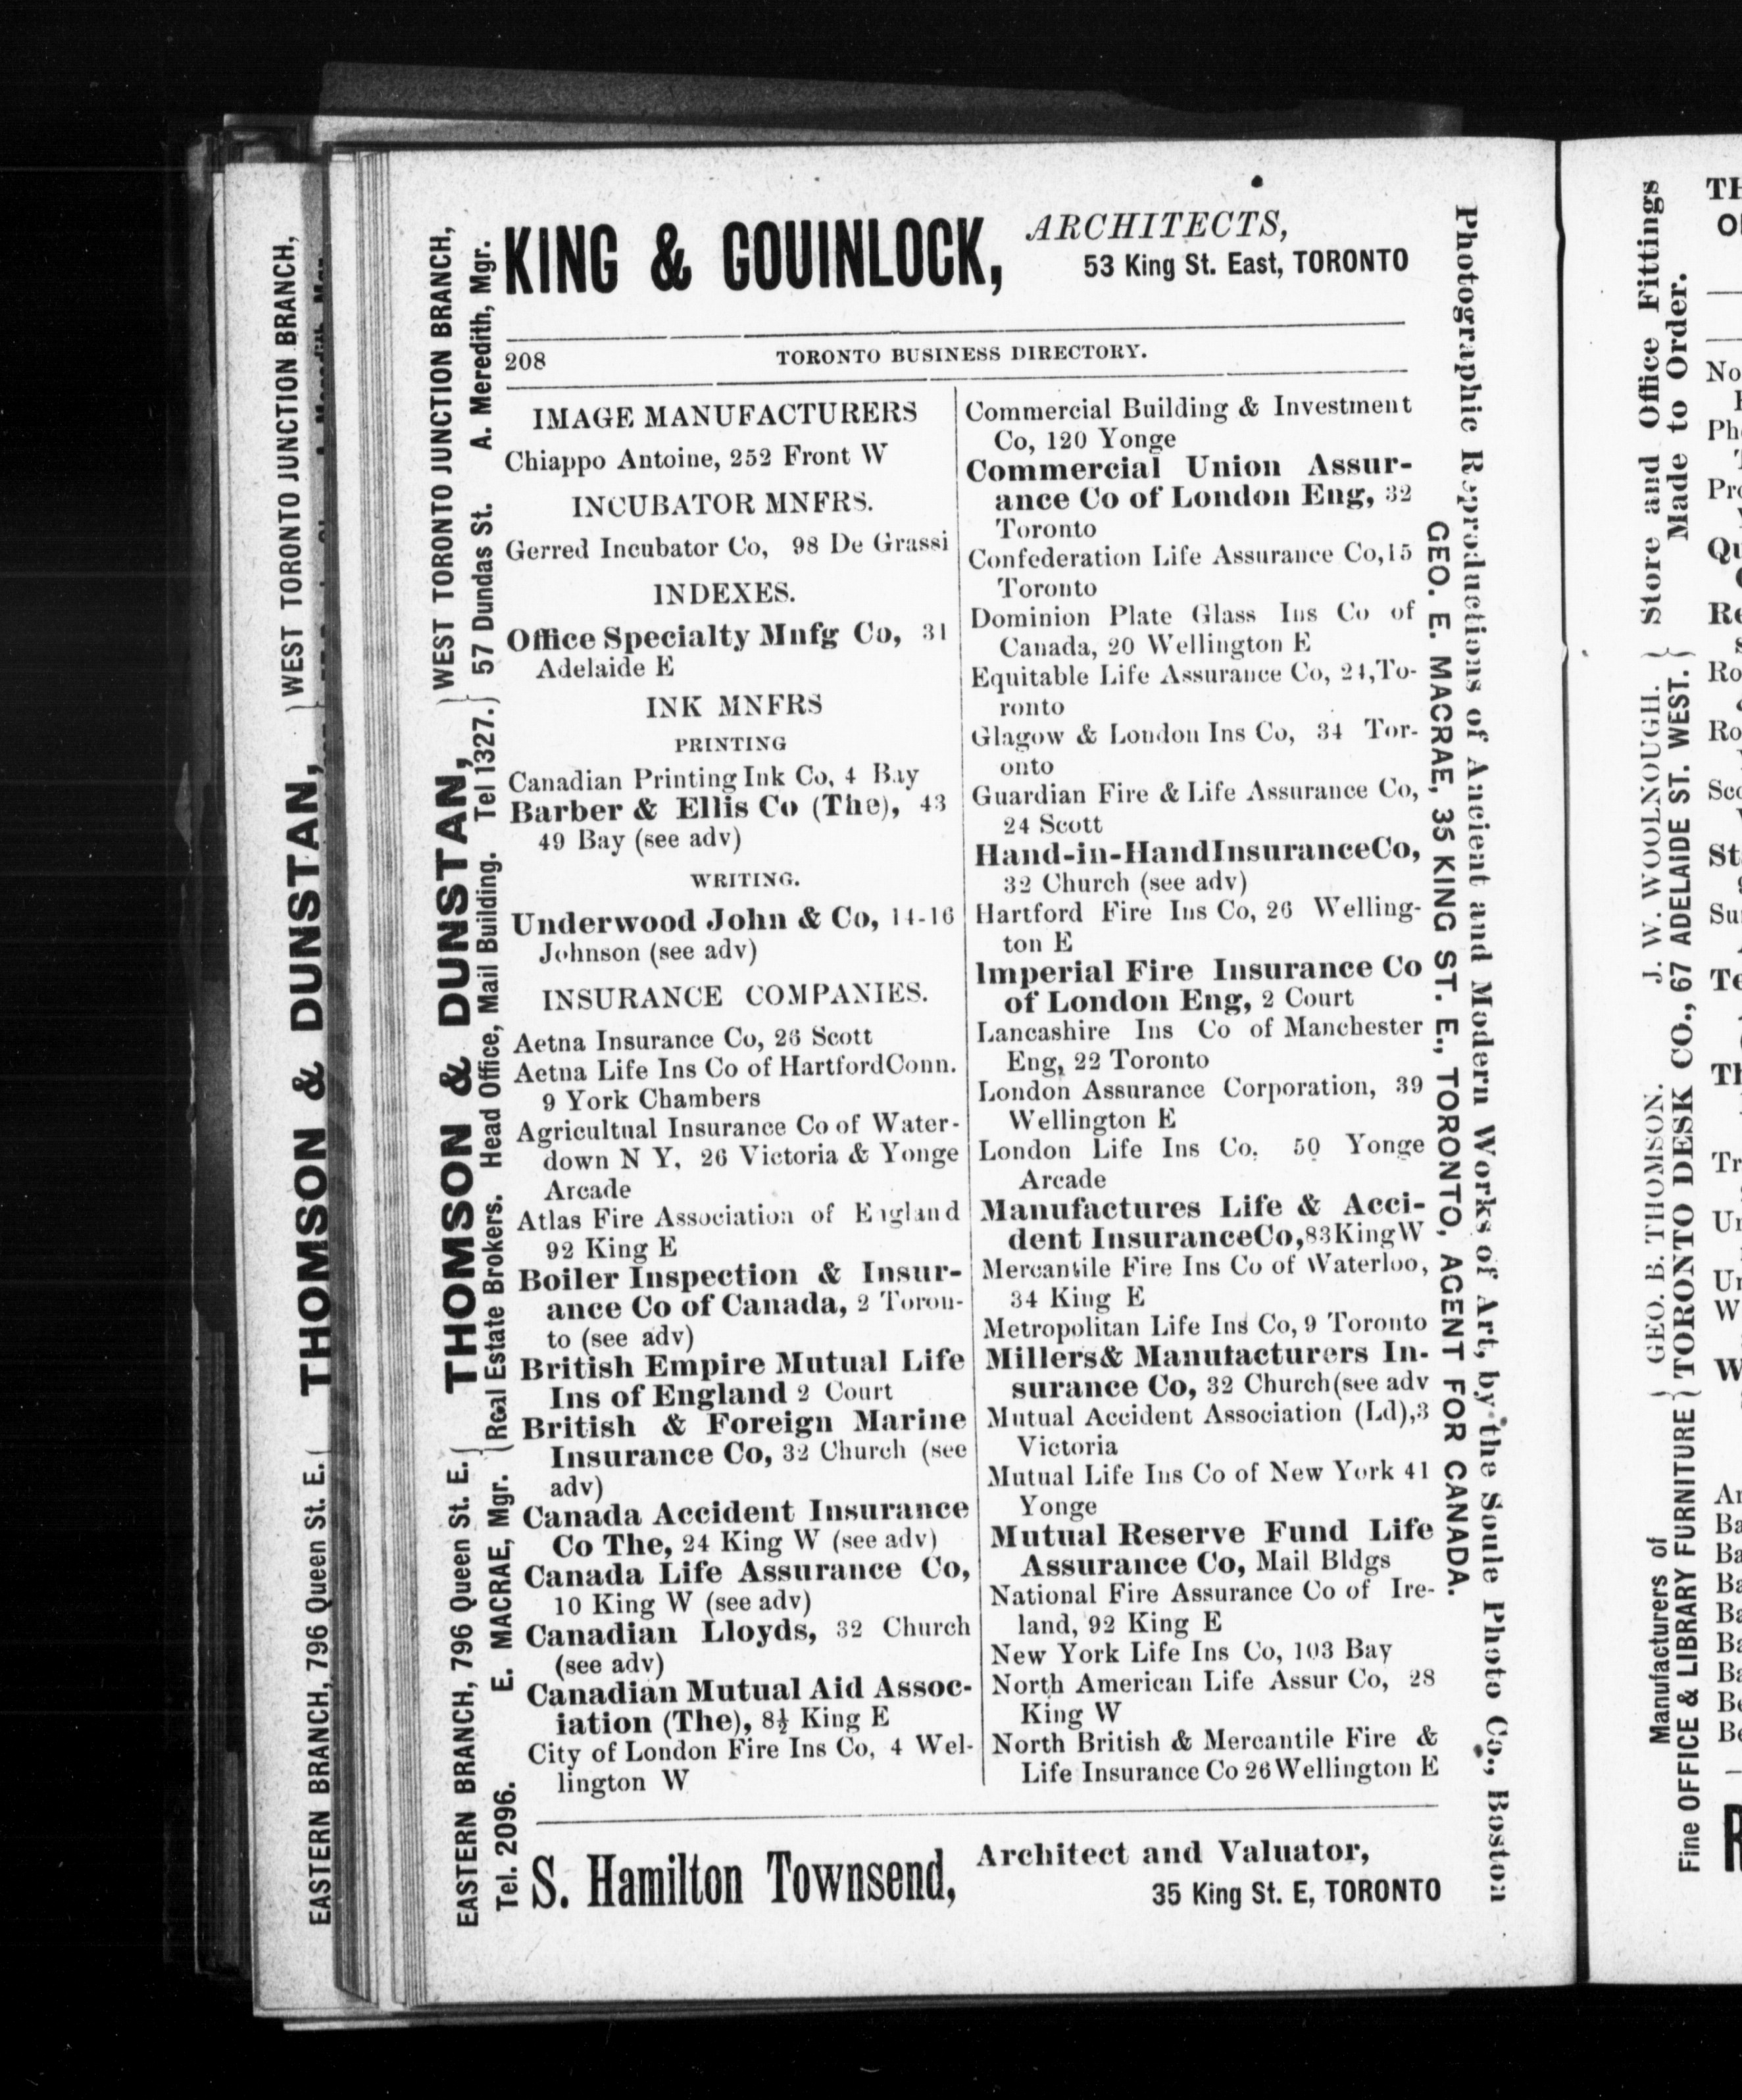 WEST TORONTO JUNCTION BRANCH,
THOMSON & DUNSTAN,
EASTERN BRANCH, 796 Queen St. E.
WEST TORONTO JUNCTION BRANCH,
57 Dundas St. A. Meredith, Mgr.
THOMSON & DUNSTAN,
Real Estate Brokers. Head Office, Mail Building. Tel 1327.
EASTERN BRANCH, 796 Queen St. E.
Tel. 2096. E. MACRAE, Mgr.
KING & GOUINLOCK,
ARCHITECTS,
53 King St. East, TORONTO
208 TORONTO BUSINESS DIRECTORY.
IMAGE MANUFACTURERS
Chiappo Antoine, 252 Front W
INCUBATOR MNFRS.
Gerred Incubator Co, 98 De Grassi
INDEXES.
Office Specialty Mnfg Co, 31
Adelaide E
INK MNFRS
PRINTING
Canadian Printing Ink Co, 4 Bay
Barber & Ellis Co (The), 43
49 Bay (see adv)
WRITING.
Underwood John & Co, 14-16
Johnson (see adv)
INSURANCE COMPANIES.
Aetna Insurance Co, 26 Scott
Aetna Life Ins Co of HartfordConn.
9 York Chambers
Agricultual Insurance Co of Water-
down N Y, 26 Victoria & Yonge
Arcade
Atlas Fire Association of England
92 King E
Boiler Inspection & Insur-
ance Co of Canada, 2 Toron-
to (see adv)
British Empire Mutual Life
Ins of England 2 Court
British & Foreign Marine
Insurance Co, 32 Church (see
adv)
Canada Accident Insurance
Co The, 24 King W (see adv)
Canada Life Assurance Co,
10 King W (see adv)
Canadian Lloyds, 32 Church
(see adv)
Canadian Mutual Aid Assoc-
iation (The), 8½ King E
City of London Fire Ins Co, 4 Wel-
lington W
Commercial Building & Investment
Co, 120 Yonge
Commercial Union Assur-
ance Co of London Eng, 32
Toronto
Confederation Life Assurance Co,15
Toronto
Dominion Plate Glass Ins Co of
Canada, 20 Wellington E
Equitable Life Assurance Co, 24,To-
ronto
Glagow & London Ins Co, 34 Tor-
onto
Guardian Fire & Life Assurance Co,
24 Scott
Hand-in-HandInsuranceCo,
32 Church (see adv)
Hartford Fire Ins Co, 26 Welling-
ton E
Imperial Fire Insurance Co
of London Eng, 2 Court
Lancashire Ins Co of Manchester
Eng, 22 Toronto
London Assurance Corporation, 39
Wellington E
London Life Ins Co. 50 Yonge
Arcade
Manufactures Life & Acci-
dent InsuranceCo,83KingW
Mercantile Fire Ins Co of Waterloo,
34 King E
Metropolitan Life Ins Co, 9 Toronto
Millers& Manufacturers In-
surance Co, 32 Church(see adv
Mutual Accident Association (Ld),3
Victoria
Mutual Life Ins Co of New York 41
Yonge
Mutual Reserve Fund Life
Assurance Co, Mail Bldgs
National Fire Assurance Co of Ire-
land, 92 King E
New York Life Ins Co, 103 Bay
North American Life Assur Co, 28
King W
North British & Mercantile Fire &
Life Insurance Co 26 Wellington E
S. Hamilton Townsend,
Architect and Valuator,
35 King St. E, TORONTO
Photographic Reproductions of Ancient and Modern Works of Art, by the Soule Photo Co., Boston
GEO. E. MACRAE, 35 KING ST. E., TORONTO, AGENT FOR CANADA.
GEO. B. THOMSON. J. W. WOOLNOUGH.
Manufacturers of
Fine OFFICE & LIBRARY FURNITURE
TORONTO DESK CO., 67 ADELAIDE ST. WEST.
Store and Office Fittings
Made to Order.